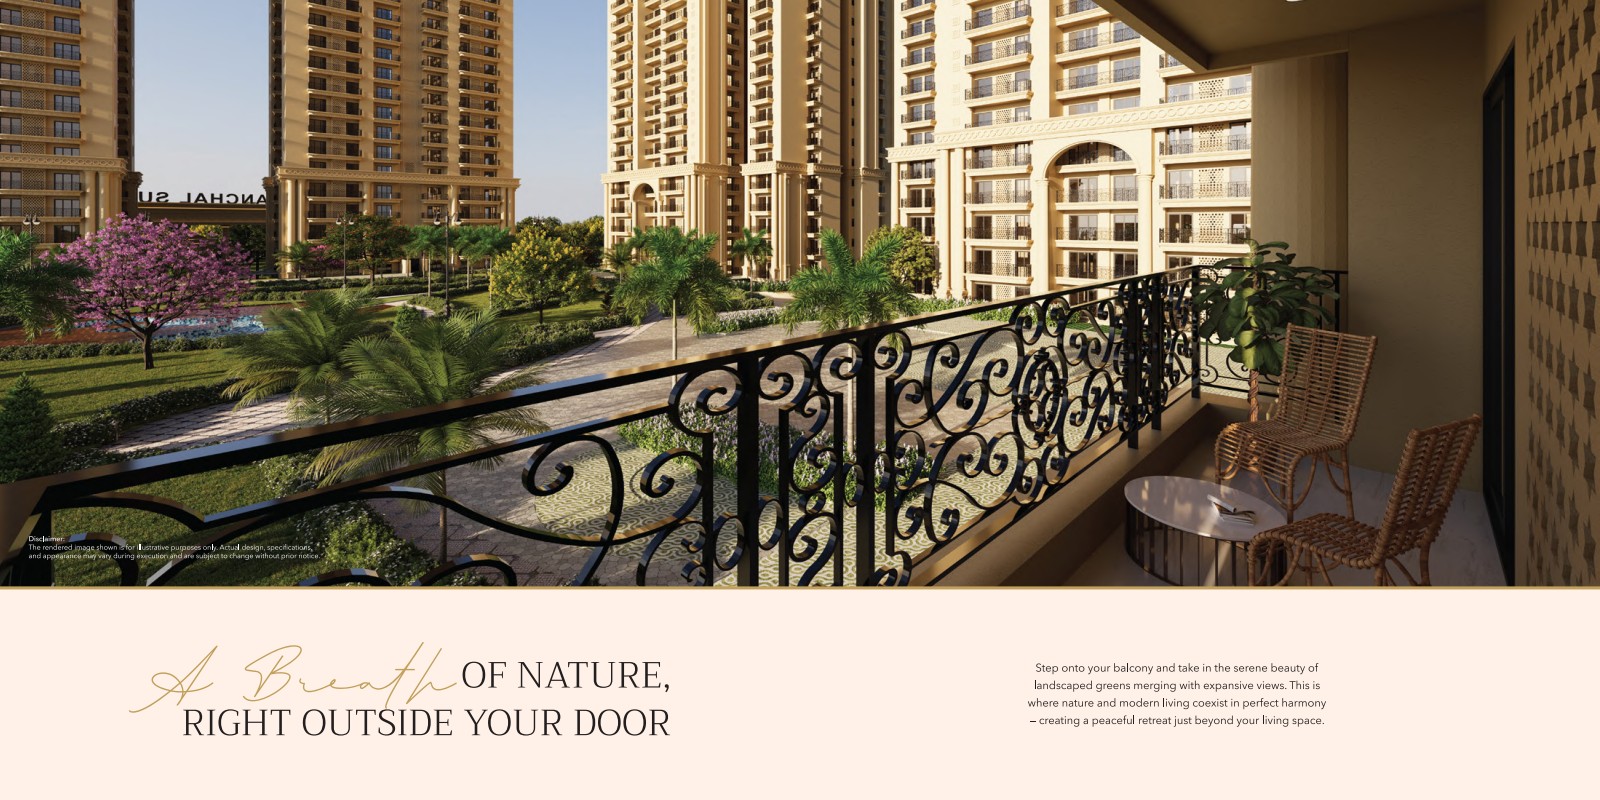 ANCHAL SU
Disclaimer:
The rendered image shown is for illustrative purposes only. Actual design, specifications,
and appearance may vary during execution and are subject to change without prior notice.
A Breath OF NATURE,
RIGHT OUTSIDE YOUR DOOR
Step onto your balcony and take in the serene beauty of
landscaped greens merging with expansive views. This is
where nature and modern living coexist in perfect harmony
– creating a peaceful retreat just beyond your living space.